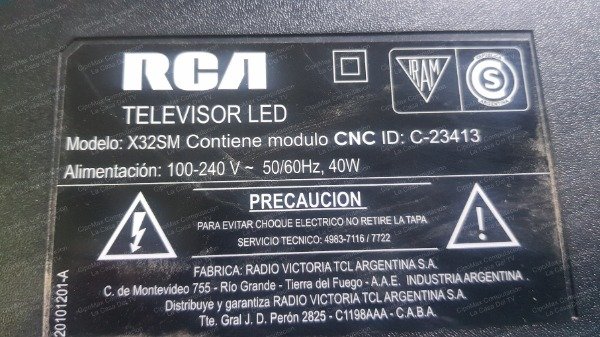 RCA
IRAM
S
ARGENTINA
TELEVISOR LED
Modelo: X32SM Contiene modulo CNC ID: C-23413
Alimentación: 100-240 V ~ 50/60Hz, 40W
PRECAUCION
PARA EVITAR CHOQUE ELECTRICO NO RETIRE LA TAPA
SERVICIO TECNICO: 4983-7116 / 7722
FABRICA: RADIO VICTORIA TCL ARGENTINA S.A.
C. de Montevideo 755 - Río Grande - Tierra del Fuego - A.A.E. INDUSTRIA ARGENTINA.
Distribuye y garantiza RADIO VICTORIA TCL ARGENTINA S.A.
Tte. Gral J. D. Perón 2825 - C1198AAA - C.A.B.A.
20101201-A